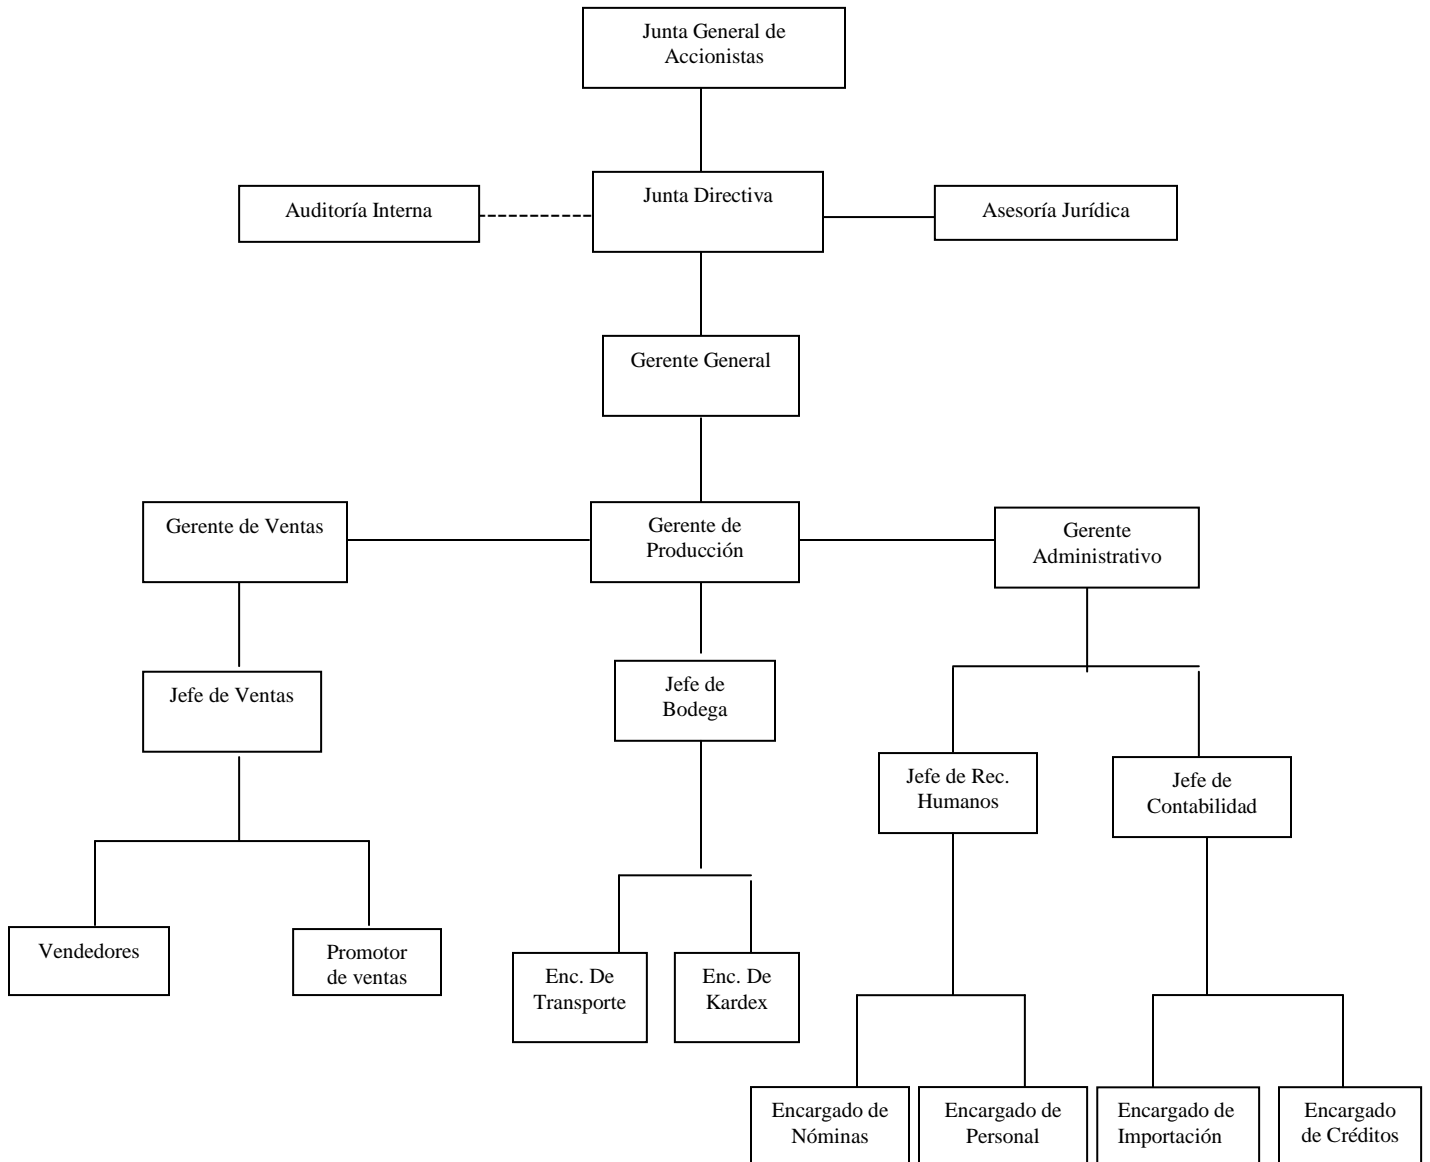 Junta General de
Accionistas
Auditoría Interna
Junta Directiva
Asesoría Jurídica
Gerente General
Gerente de Ventas
Gerente de
Producción
Gerente
Administrativo
Jefe de Ventas
Jefe de
Bodega
Jefe de Rec.
Humanos
Jefe de
Contabilidad
Vendedores
Promotor
de ventas
Enc. De
Transporte
Enc. De
Kardex
Encargado de
Nóminas
Encargado de
Personal
Encargado de
Importación
Encargado
de Créditos